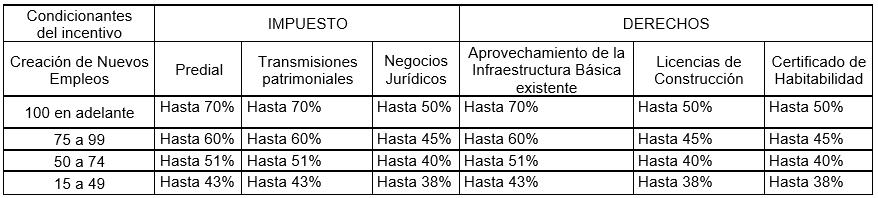 Condicionantes del incentivo IMPUESTO DERECHOS
Creación de Nuevos Empleos Predial Transmisiones patrimoniales Negocios Jurídicos Aprovechamiento de la Infraestructura Básica existente Licencias de Construcción Certificado de Habitabilidad
100 en adelante Hasta 70% Hasta 70% Hasta 50% Hasta 70% Hasta 50% Hasta 50%
75 a 99 Hasta 60% Hasta 60% Hasta 45% Hasta 60% Hasta 45% Hasta 45%
50 a 74 Hasta 51% Hasta 51% Hasta 40% Hasta 51% Hasta 40% Hasta 40%
15 a 49 Hasta 43% Hasta 43% Hasta 38% Hasta 43% Hasta 38% Hasta 38%